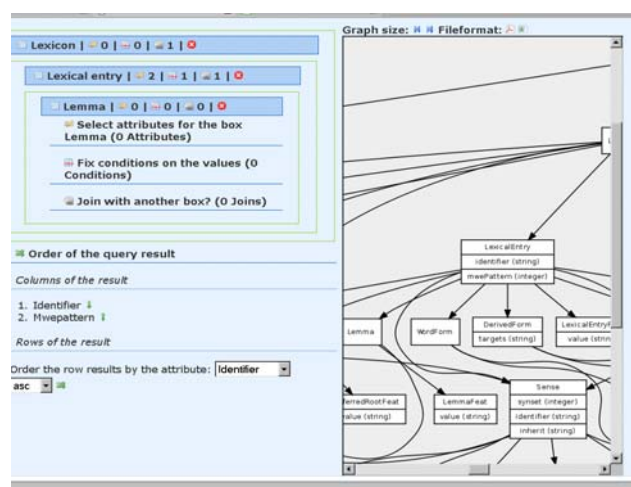 Graph size: Fileformat:
Lexicon | 0 | 0 | 1 |
Lexical entry | 2 | 1 | 1 |
Lemma | 0 | 0 | 0 |
Select attributes for the box
Lemma (0 Attributes)
Fix conditions on the values (0
Conditions)
Join with another box? (0 Joins)
Order of the query result
Columns of the result
1. Identifier
2. Mwepattern
Rows of the result
Order the row results by the attribute: Identifier
asc
LexicalEntry
identifier (string)
mwePattern (integer)
Lemma
WordForm
DerivedForm
targets (string)
LexicalEntryF
value (strin
ferredRootFeat
value (string)
LemmaFeat
value (string)
Sense
synset (integer)
identifier (string)
inherit (string)